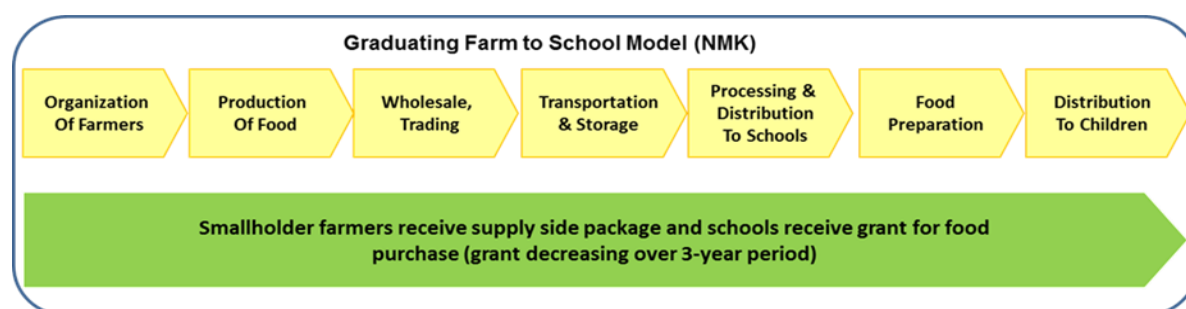 Graduating Farm to School Model (NMK)
Organization
Of Farmers
Production
Of Food
Wholesale,
Trading
Transportation
& Storage
Processing &
Distribution
To Schools
Food
Preparation
Distribution
To Children
Smallholder farmers receive supply side package and schools receive grant for food
purchase (grant decreasing over 3-year period)